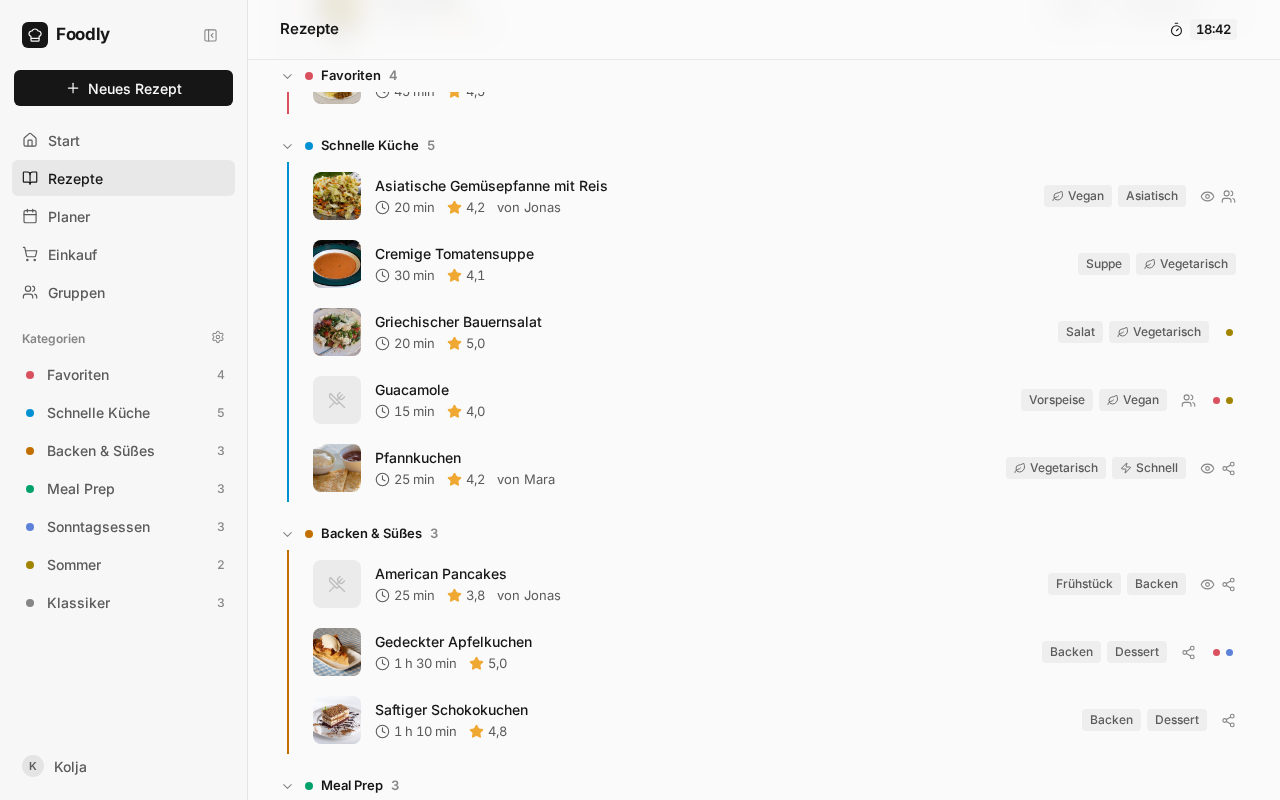 Foodly
Neues Rezept
Start
Rezepte
Planer
Einkauf
Gruppen
Kategorien
Favoriten 4
Schnelle Küche 5
Backen & Süßes 3
Meal Prep 3
Sonntagsessen 3
Sommer 2
Klassiker 3
K Kolja
Rezepte 18:42
Favoriten 4
45 min 4,5
Schnelle Küche 5
Asiatische Gemüsepfanne mit Reis
20 min 4,2 von Jonas
Vegan Asiatisch
Cremige Tomatensuppe
30 min 4,1
Suppe Vegetarisch
Griechischer Bauernsalat
20 min 5,0
Salat Vegetarisch
Guacamole
15 min 4,0
Vorspeise Vegan
Pfannkuchen
25 min 4,2 von Mara
Vegetarisch Schnell
Backen & Süßes 3
American Pancakes
25 min 3,8 von Jonas
Frühstück Backen
Gedeckter Apfelkuchen
1 h 30 min 5,0
Backen Dessert
Saftiger Schokokuchen
1 h 10 min 4,8
Backen Dessert
Meal Prep 3